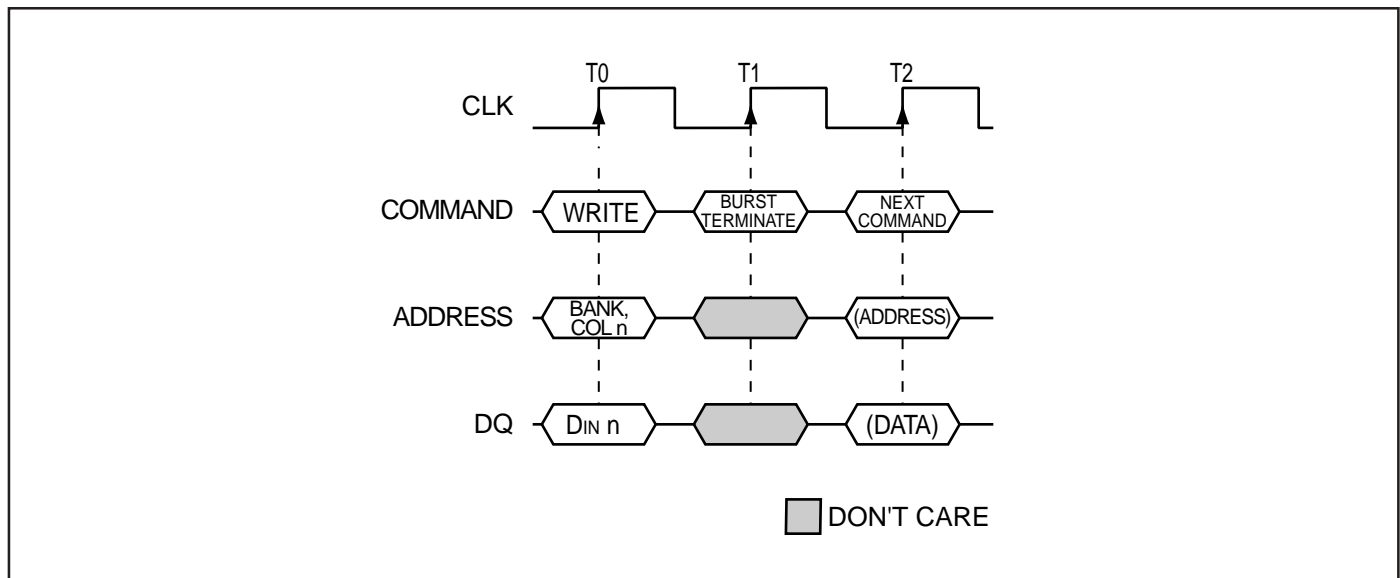 T0 T1 T2
CLK
COMMAND WRITE BURST TERMINATE NEXT COMMAND
ADDRESS BANK, COL n (ADDRESS)
DQ DIN n (DATA)
DON'T CARE